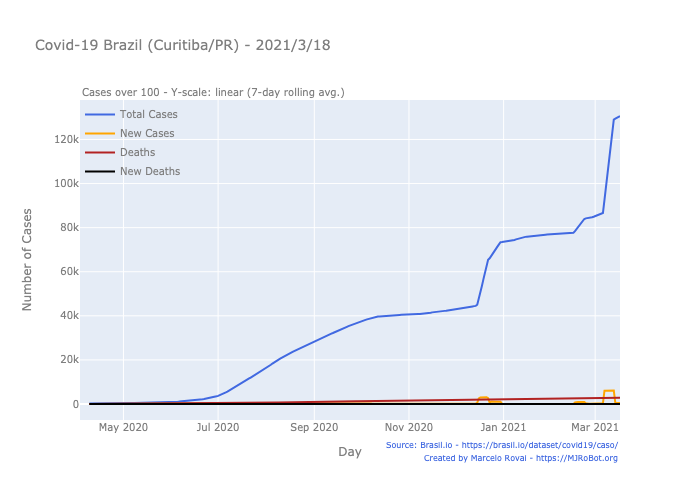 Covid-19 Brazil (Curitiba/PR) - 2021/3/18
Cases over 100 - Y-scale: linear (7-day rolling avg.)
Total Cases
New Cases
Deaths
New Deaths
120k
100k
80k
60k
40k
20k
0
Number of Cases
May 2020
Jul 2020
Sep 2020
Nov 2020
Jan 2021
Mar 2021
Day
Source: Brasil.io - https://brasil.io/dataset/covid19/caso/
Created by Marcelo Rovai - https://MJRoBot.org